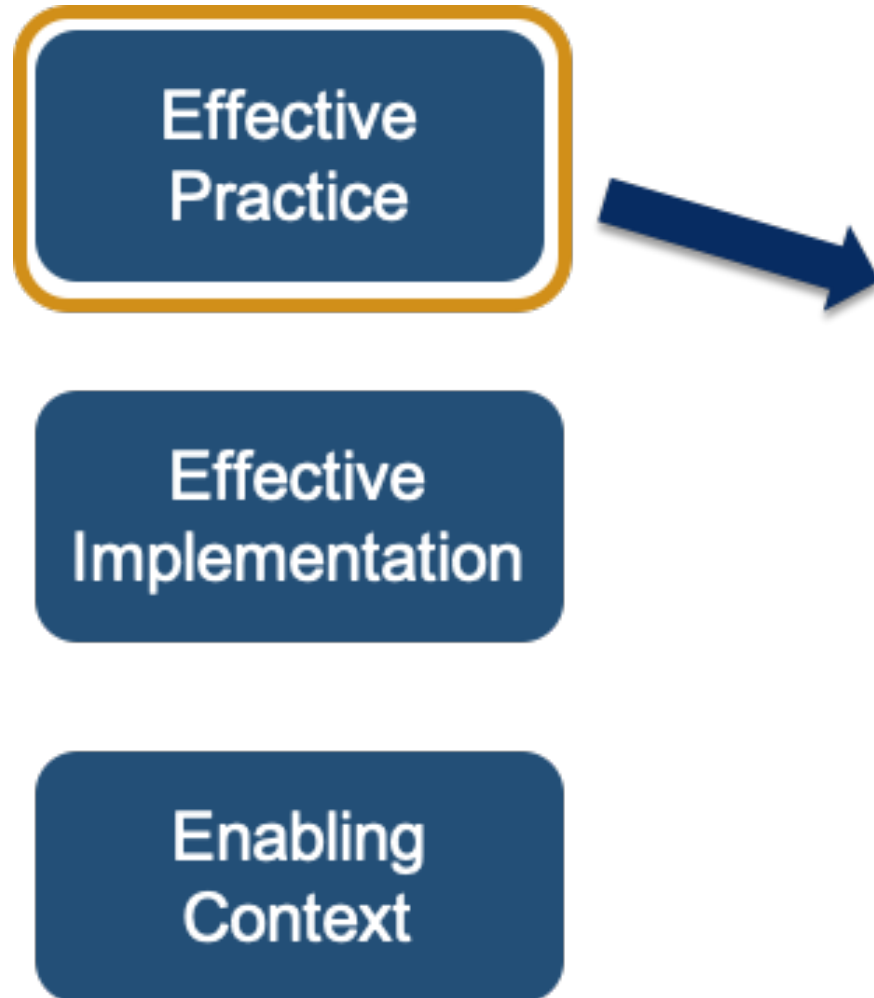 Effective
Practice
Effective
Implementation
Enabling
Context